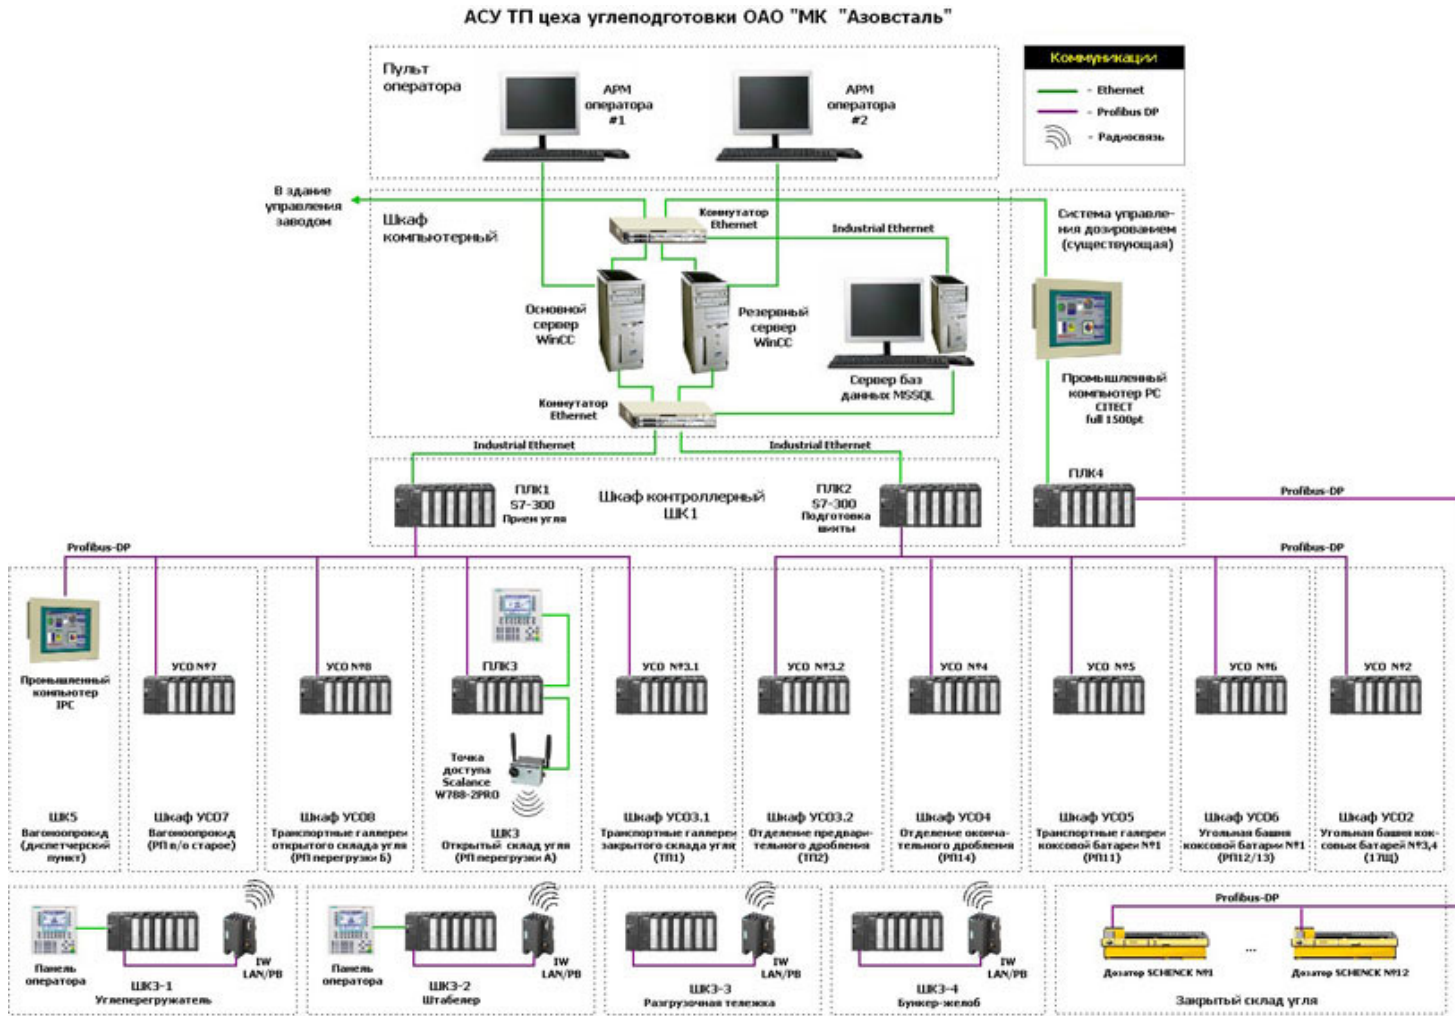 АСУ ТП цеха углеподготовки ОАО "МК "Азовсталь"
Пульт
оператора
АРМ
оператора
#1
АРМ
оператора
#2
Коммуникации
- Ethernet
- Profibus DP
- Радиосвязь
В здание
управления
заводом
Шкаф
компьютерный
Коммутатор
Ethernet
Industrial Ethernet
Система управле-
ния дозированием
(существующая)
Основной
сервер
WinCC
Резервный
сервер
WinCC
Сервер баз
данных MSSQL
Промышленный
компьютер PC
CITECT
full 1500pt
Коммутатор
Ethernet
Industrial Ethernet
Industrial Ethernet
ПЛК1
S7-300
Прием угля
Шкаф контроллерный
ШК1
ПЛК2
S7-300
Подготовка
шихты
ПЛК4
Profibus-DP
Profibus-DP
Profibus-DP
Промышленный
компьютер
IPC
УСО №7
УСО №8
ПЛК3
УСО №3.1
УСО №3.2
УСО №4
УСО №5
УСО №6
УСО №2
Точка
доступа
Scalance
W788-2PRO
ШК5
Вагоноопрокид
(диспетчерский
пункт)
Шкаф УСО7
Вагоноопрокид
(РП в/о старое)
Шкаф УСО8
Транспортные галлереи
открытого склада угля
(РП перегрузки Б)
ШК3
Открытый склад угля
(РП перегрузки А)
Шкаф УСО3.1
Транспортные галлереи
закрытого склада угля
(ТП1)
Шкаф УСО3.2
Отделение предвари-
тельного дробления
(ТП2)
Шкаф УСО4
Отделение оконча-
тельного дробления
(РП14)
Шкаф УСО5
Транспортные галереи
коксовой батареи №1
(РП11)
Шкаф УСО6
Угольная башня
коксовой батарии №1
(РП12/13)
Шкаф УСО2
Угольная башня кок-
совых батарей №3,4
(17ПЩ)
Панель
оператора
IW
LAN/PB
ШК3-1
Углеперегружатель
Панель
оператора
IW
LAN/PB
ШК3-2
Штабелер
IW
LAN/PB
ШК3-3
Разгрузочная тележка
IW
LAN/PB
ШК3-4
Бункер-желоб
Profibus-DP
...
Дозатор SCHENCK №1
Дозатор SCHENCK №12
Закрытый склад угля